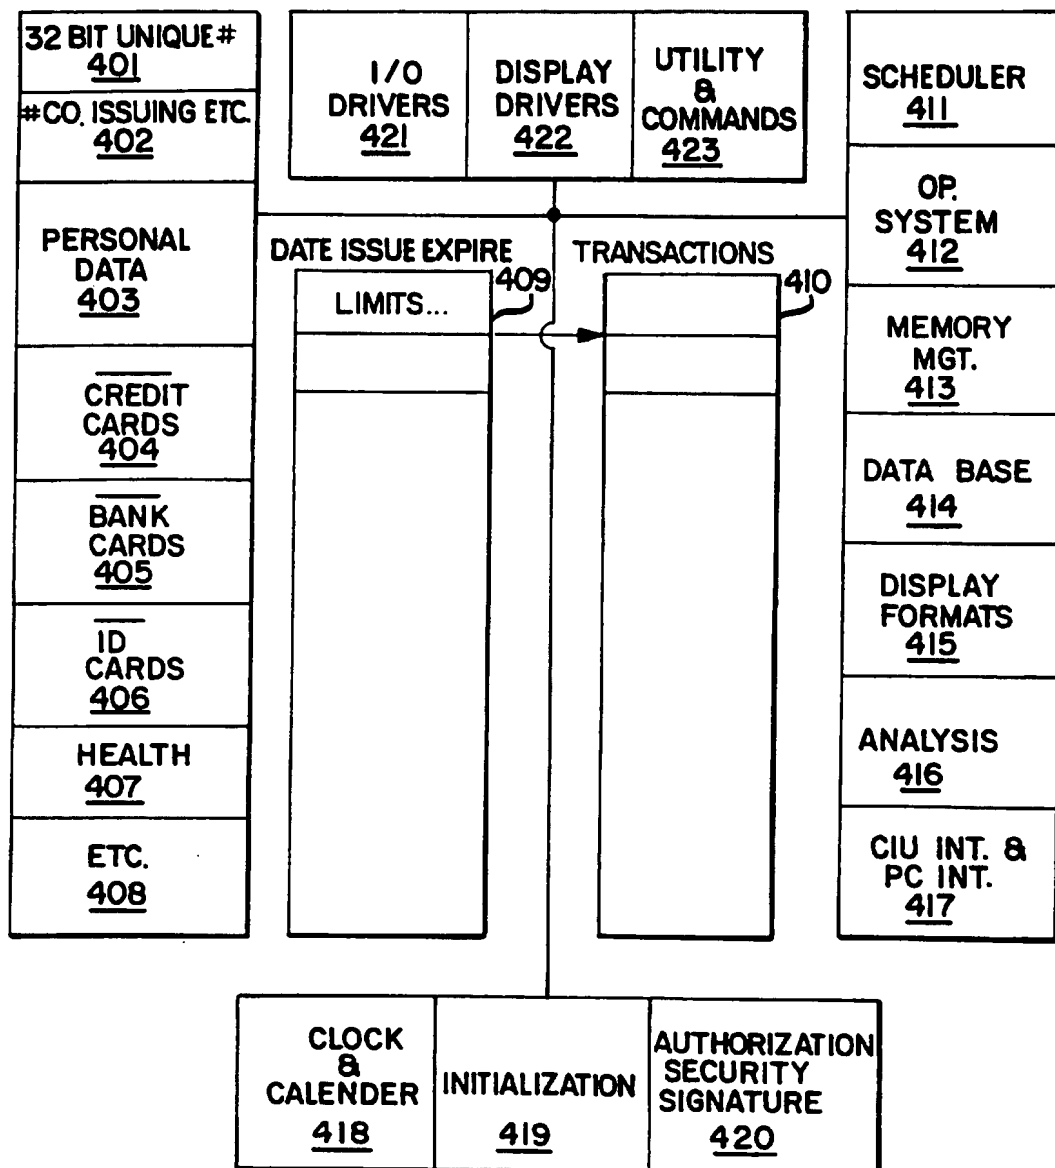 32 BIT UNIQUE#
401
#CO. ISSUING ETC.
402
PERSONAL
DATA
403
CREDIT
CARDS
404
BANK
CARDS
405
ID
CARDS
406
HEALTH
407
ETC.
408
I/O
DRIVERS
421
DISPLAY
DRIVERS
422
UTILITY
&
COMMANDS
423
DATE ISSUE EXPIRE
409
LIMITS...
TRANSACTIONS
410
SCHEDULER
411
OP.
SYSTEM
412
MEMORY
MGT.
413
DATA BASE
414
DISPLAY
FORMATS
415
ANALYSIS
416
CIU INT. &
PC INT.
417
CLOCK
&
CALENDER
418
INITIALIZATION
419
AUTHORIZATION
SECURITY
SIGNATURE
420